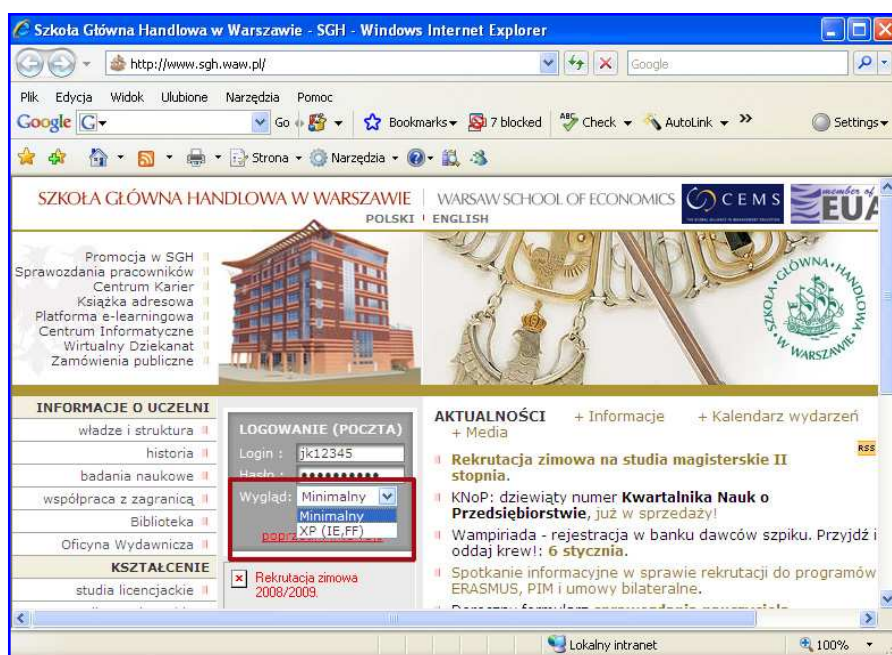 Szkoła Główna Handlowa w Warszawie - SGH - Windows Internet Explorer
http://www.sgh.waw.pl/
Google
Plik Edycja Widok Ulubione Narzędzia Pomoc
Google G Go Bookmarks 7 blocked ABC Check AutoLink » Settings
Strona Narzędzia
SZKOŁA GŁÓWNA HANDLOWA W WARSZAWIE WARSAW SCHOOL OF ECONOMICS CEMS member of EUA
POLSKI ENGLISH
Promocja w SGH
Sprawozdania pracowników
Centrum Karier
Książka adresowa
Platforma e-learningowa
Centrum Informatyczne
Wirtualny Dziekanat
Zamówienia publiczne
SZKOŁA GŁÓWNA HANDLOWA W WARSZAWIE
INFORMACJE O UCZELNI
władze i struktura
historia
badania naukowe
współpraca z zagranicą
Biblioteka
Oficyna Wydawnicza
KSZTAŁCENIE
studia licencjackie
LOGOWANIE (POCZTA)
Login : jk12345
Hasło :
Wygląd: Minimalny
Minimalny
XP (IE,FF)
Rekrutacja zimowa
2008/2009.
AKTUALNOŚCI + Informacje + Kalendarz wydarzeń
+ Media
RSS
Rekrutacja zimowa na studia magisterskie II
stopnia.
KNoP: dziewiąty numer Kwartalnika Nauk o
Przedsiębiorstwie, już w sprzedaży!
Wampiriada - rejestracja w banku dawców szpiku. Przyjdź i
oddaj krew!: 6 stycznia.
Spotkanie informacyjne w sprawie rekrutacji do programów
ERASMUS, PIM i umowy bilateralne.
Lokalny intranet 100%